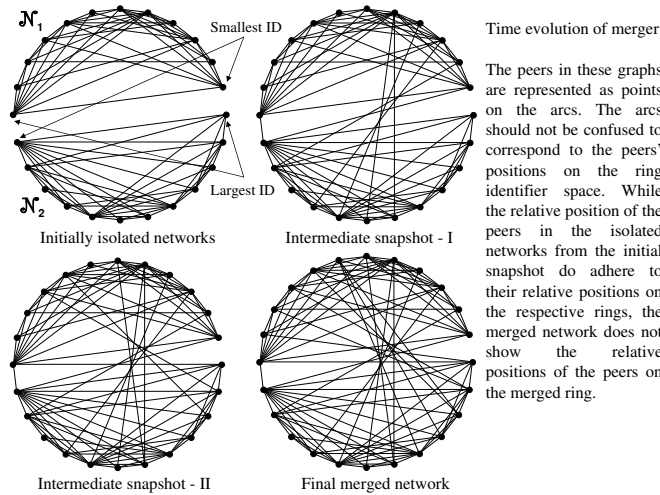 N1
Smallest ID
Largest ID
N2
Initially isolated networks
Intermediate snapshot - I
Intermediate snapshot - II
Final merged network
Time evolution of merger
The peers in these graphs
are represented as points
on the arcs. The arcs
should not be confused to
correspond to the peers'
positions on the ring
identifier space. While
the relative position of the
peers in the isolated
networks from the initial
snapshot do adhere to
their relative positions on
the respective rings, the
merged network does not
show the relative
positions of the peers on
the merged ring.